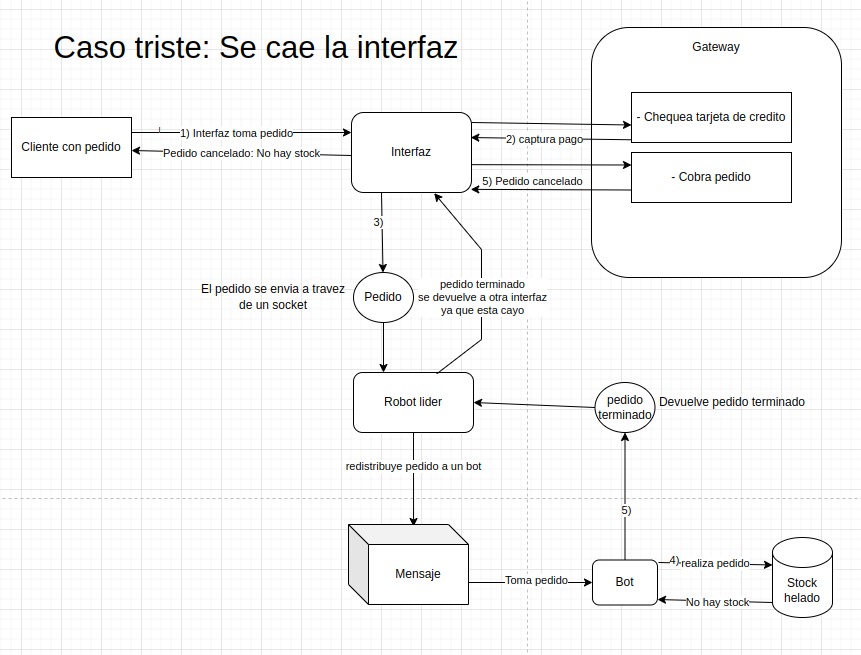 Caso triste: Se cae la interfaz
Gateway
- Chequea tarjeta de credito
- Cobra pedido
Cliente con pedido
1) Interfaz toma pedido
Pedido cancelado: No hay stock
Interfaz
2) captura pago
5) Pedido cancelado
3)
El pedido se envia a travez
de un socket
Pedido
pedido terminado
se devuelve a otra interfaz
ya que esta cayo
Robot lider
pedido
terminado
Devuelve pedido terminado
redistribuye pedido a un bot
5)
Mensaje
Toma pedido
Bot
4)
realiza pedido
No hay stock
Stock
helado